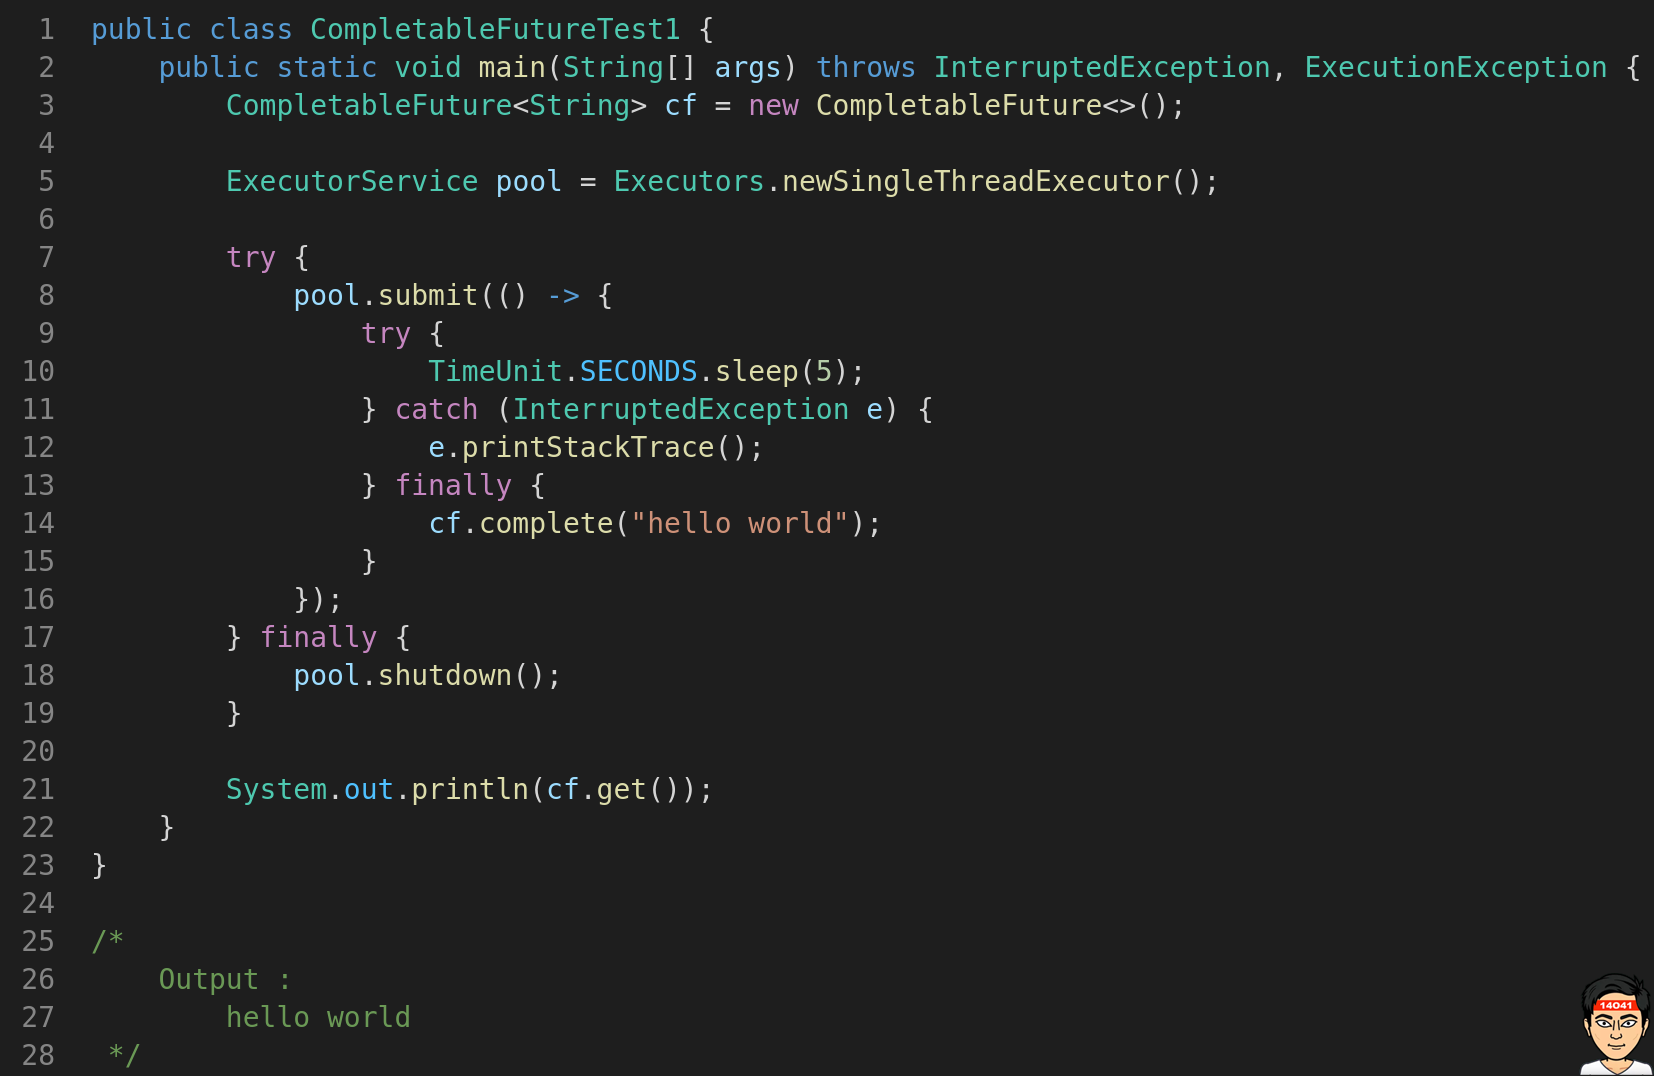 1 public class CompletableFutureTest1 {
2     public static void main(String[] args) throws InterruptedException, ExecutionException {
3         CompletableFuture<String> cf = new CompletableFuture<>();
4
5         ExecutorService pool = Executors.newSingleThreadExecutor();
6
7         try {
8             pool.submit(() -> {
9                 try {
10                     TimeUnit.SECONDS.sleep(5);
11                 } catch (InterruptedException e) {
12                     e.printStackTrace();
13                 } finally {
14                     cf.complete("hello world");
15                 }
16             });
17         } finally {
18             pool.shutdown();
19         }
20
21         System.out.println(cf.get());
22     }
23 }
24
25 /*
26     Output :
27         hello world
28  */
14041